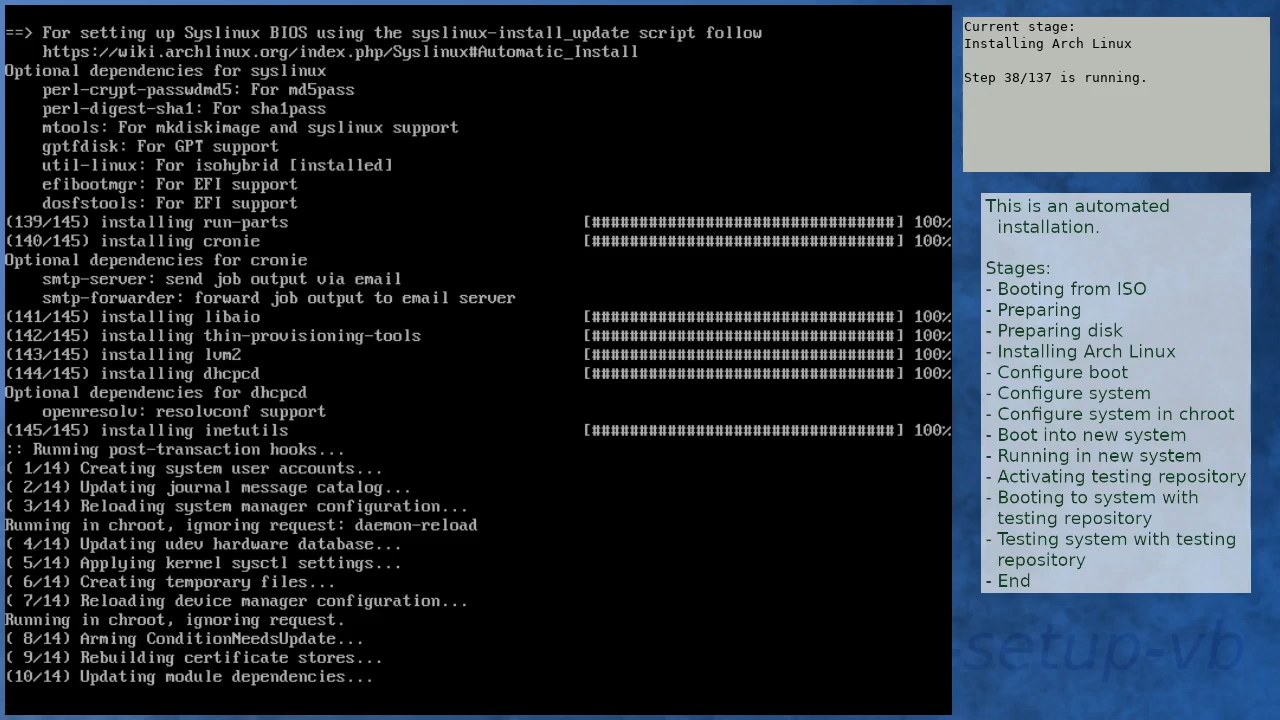 ==> For setting up Syslinux BIOS using the syslinux-install_update script follow
    https://wiki.archlinux.org/index.php/Syslinux#Automatic_Install
Optional dependencies for syslinux
    perl-crypt-passwdmd5: For md5pass
    perl-digest-sha1: For sha1pass
    mtools: For mkdiskimage and syslinux support
    gptfdisk: For GPT support
    util-linux: For isohybrid [installed]
    efibootmgr: For EFI support
    dosfstools: For EFI support
(139/145) installing run-parts [################################] 100%
(140/145) installing cronie [################################] 100%
Optional dependencies for cronie
    smtp-server: send job output via email
    smtp-forwarder: forward job output to email server
(141/145) installing libaio [################################] 100%
(142/145) installing thin-provisioning-tools [################################] 100%
(143/145) installing lvm2 [################################] 100%
(144/145) installing dhcpcd [################################] 100%
Optional dependencies for dhcpcd
    openresolv: resolvconf support
(145/145) installing inetutils [################################] 100%
:: Running post-transaction hooks...
( 1/14) Creating system user accounts...
( 2/14) Updating journal message catalog...
( 3/14) Reloading system manager configuration...
Running in chroot, ignoring request: daemon-reload
( 4/14) Updating udev hardware database...
( 5/14) Applying kernel sysctl settings...
( 6/14) Creating temporary files...
( 7/14) Reloading device manager configuration...
Running in chroot, ignoring request.
( 8/14) Arming ConditionNeedsUpdate...
( 9/14) Rebuilding certificate stores...
(10/14) Updating module dependencies...
Current stage:
Installing Arch Linux
Step 38/137 is running.
This is an automated
installation.
Stages:
- Booting from ISO
- Preparing
- Preparing disk
- Installing Arch Linux
- Configure boot
- Configure system
- Configure system in chroot
- Boot into new system
- Running in new system
- Activating testing repository
- Booting to system with
testing repository
- Testing system with testing
repository
- End
-setup-vb